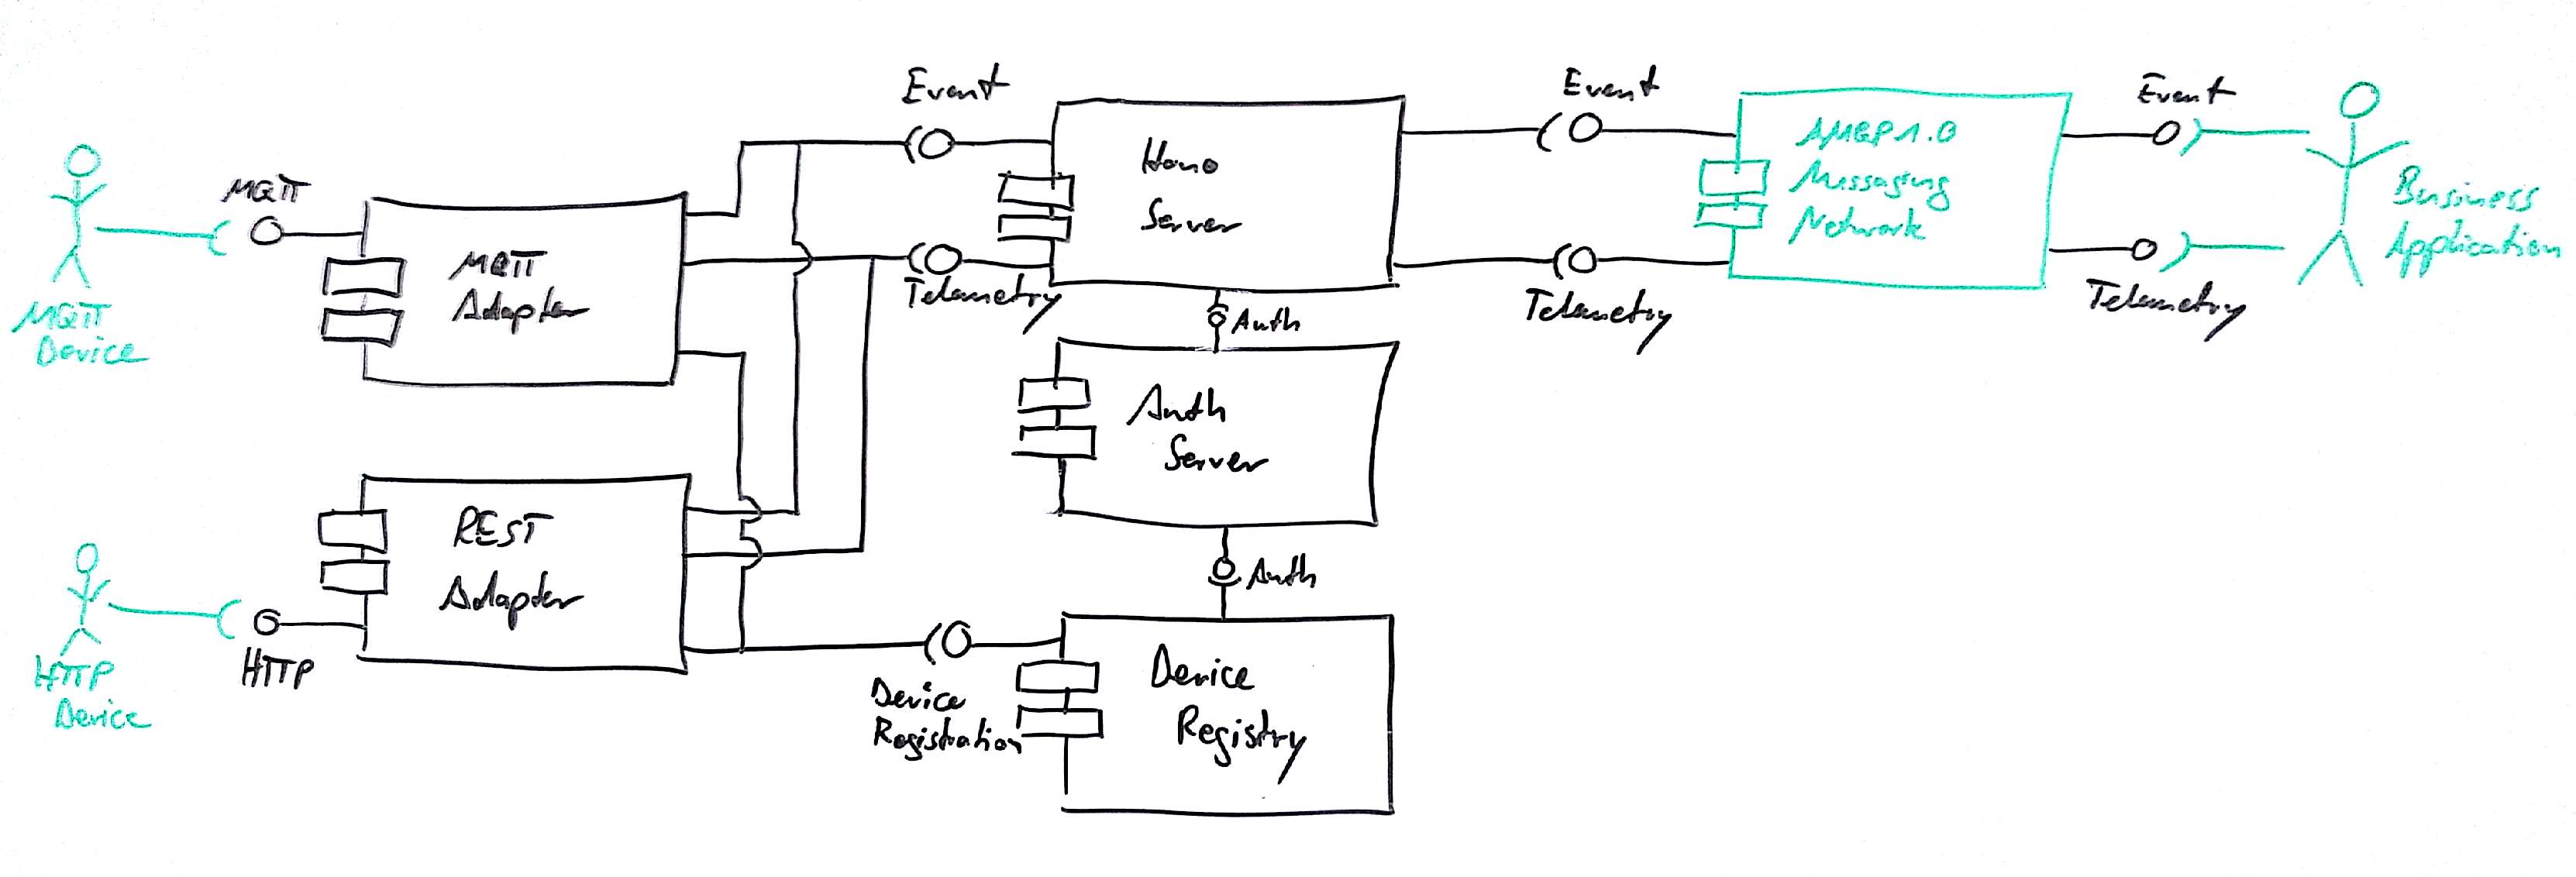 Event
Event
Event
MQTT
Hono
Server
AMQP 1.0
Messaging
Network
Business
Application
MQTT
Adapter
MQTT
Device
Telemetry
Auth
Telemetry
Telemetry
Auth
Server
REST
Adapter
Auth
HTTP
HTTP
Device
Device
Registration
Device
Registry